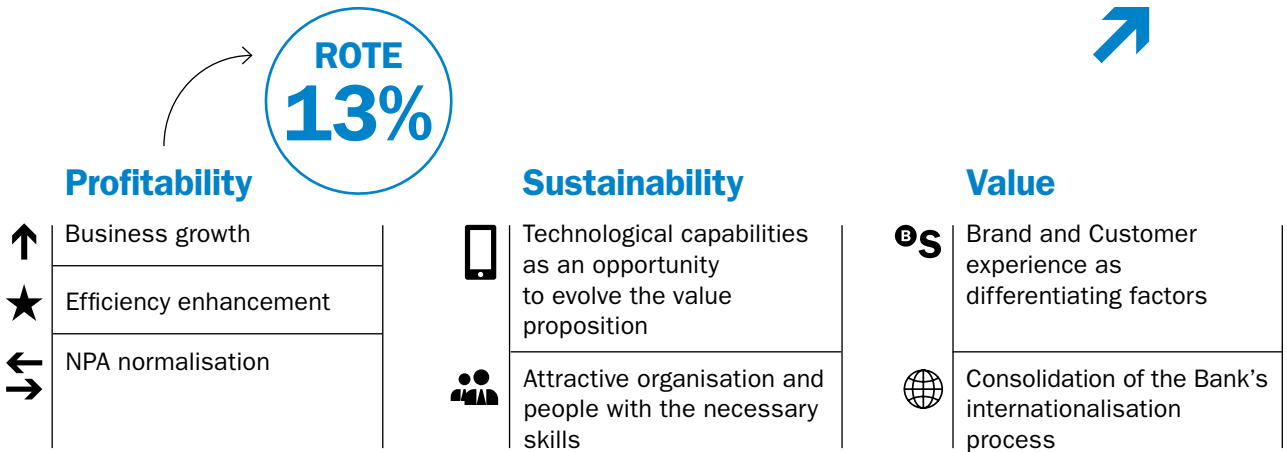 ROTE
13%
Profitability
Business growth
Efficiency enhancement
NPA normalisation
Sustainability
Technological capabilities
as an opportunity
to evolve the value
proposition
Attractive organisation and
people with the necessary
skills
Value
BS
Brand and Customer
experience as
differentiating factors
Consolidation of the Bank's
internationalisation
process